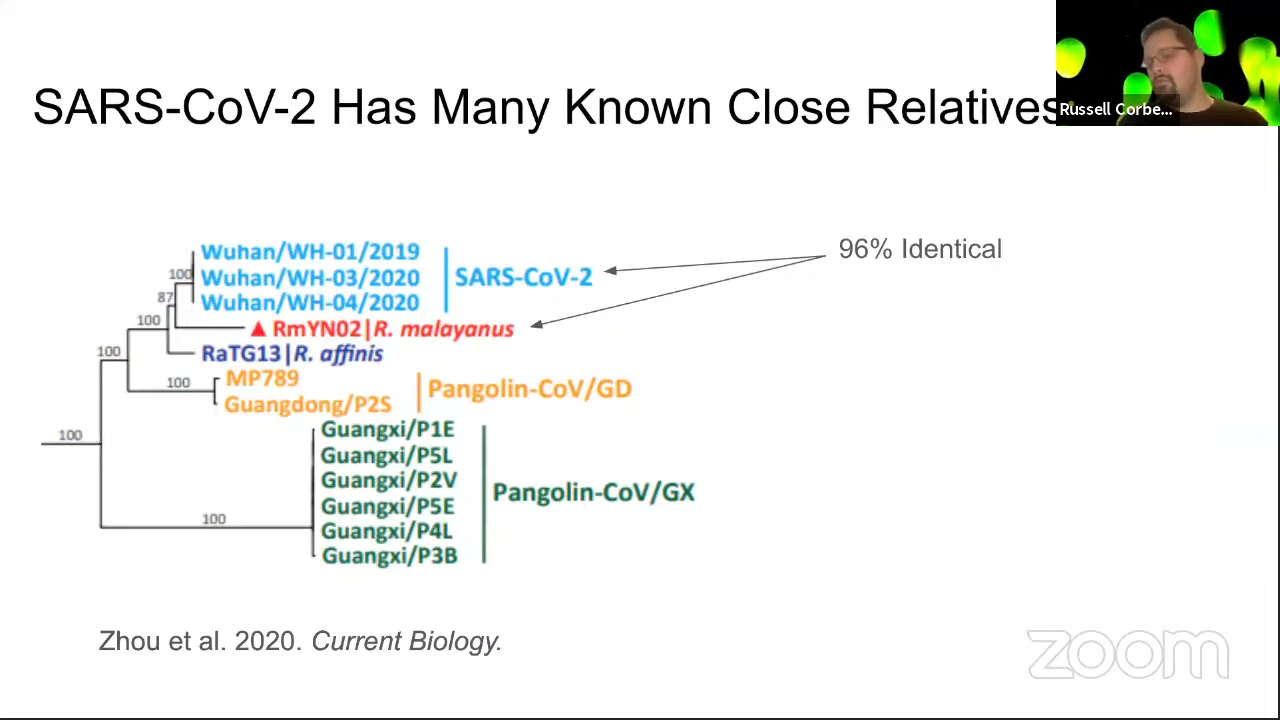 SARS-CoV-2 Has Many Known Close Relatives
Russell Corbe...
96% Identical
Wuhan/WH-01/2019
Wuhan/WH-03/2020
Wuhan/WH-04/2020
SARS-CoV-2
RmYN02|R. malayanus
RaTG13|R. affinis
MP789
Guangdong/P2S
Pangolin-CoV/GD
Guangxi/P1E
Guangxi/P5L
Guangxi/P2V
Guangxi/P5E
Guangxi/P4L
Guangxi/P3B
Pangolin-CoV/GX
100
87
100
100
100
100
100
Zhou et al. 2020. Current Biology.
zoom